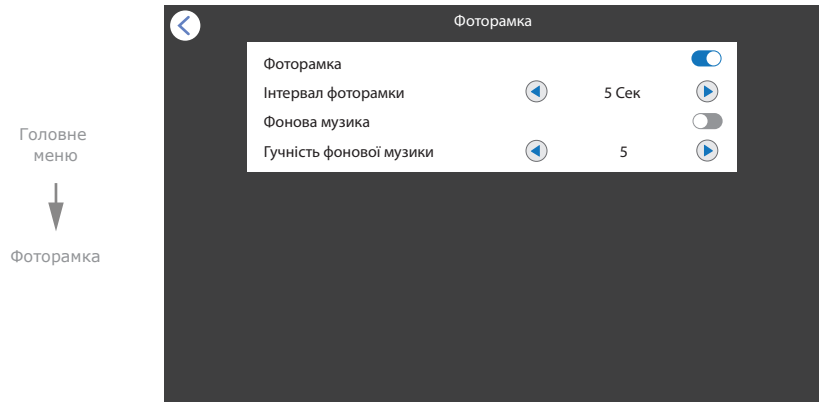 Фоторамка
Фоторамка
Інтервал фоторамки 5 Сек
Фонова музика
Гучність фонової музики 5
Головне
меню
Фоторамка